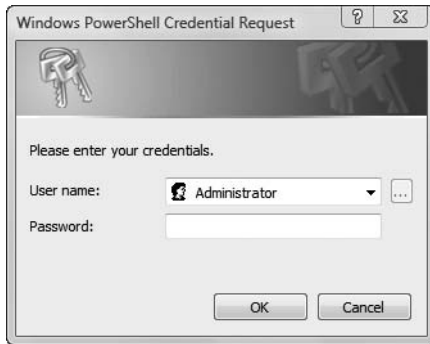 Windows PowerShell Credential Request
Please enter your credentials.
User name: Administrator ...
Password:
OK Cancel